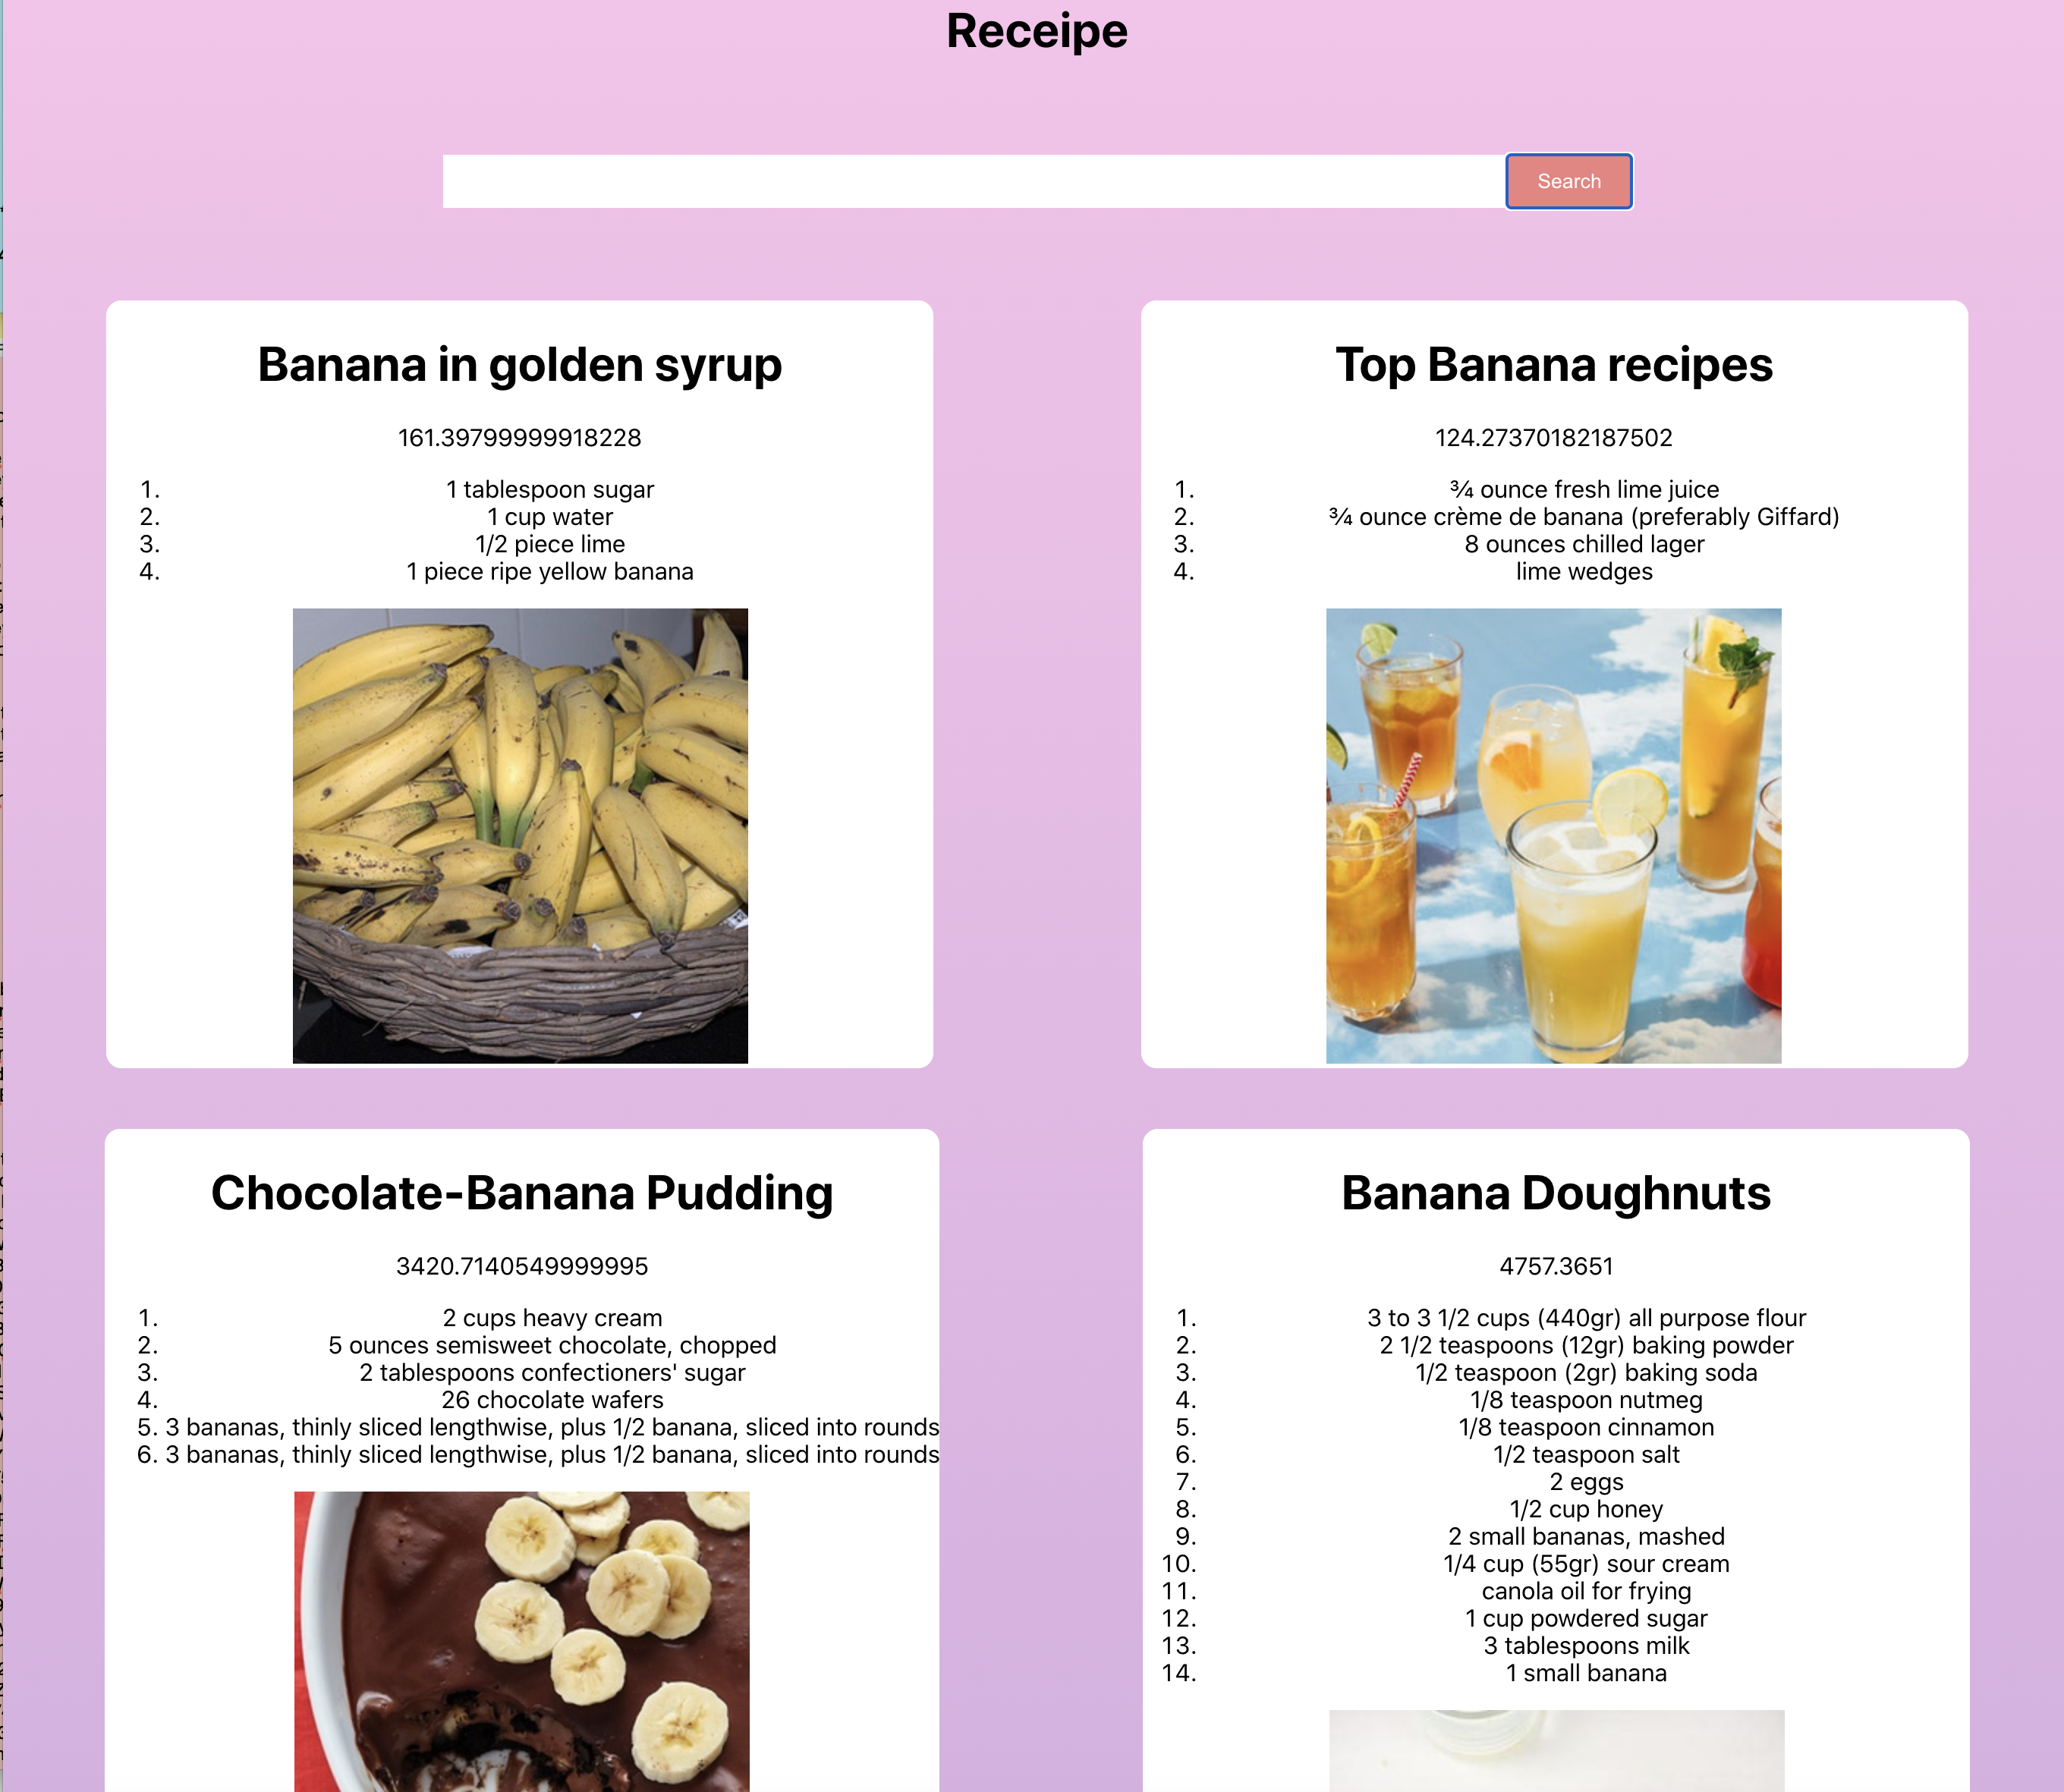 Receipe
Search
Banana in golden syrup
161.39799999918228
1. 1 tablespoon sugar
2. 1 cup water
3. 1/2 piece lime
4. 1 piece ripe yellow banana
Top Banana recipes
124.27370182187502
1. ¾ ounce fresh lime juice
2. ¾ ounce crème de banana (preferably Giffard)
3. 8 ounces chilled lager
4. lime wedges
Chocolate-Banana Pudding
3420.7140549999995
1. 2 cups heavy cream
2. 5 ounces semisweet chocolate, chopped
3. 2 tablespoons confectioners' sugar
4. 26 chocolate wafers
5. 3 bananas, thinly sliced lengthwise, plus 1/2 banana, sliced into rounds
6. 3 bananas, thinly sliced lengthwise, plus 1/2 banana, sliced into rounds
Banana Doughnuts
4757.3651
1. 3 to 3 1/2 cups (440gr) all purpose flour
2. 2 1/2 teaspoons (12gr) baking powder
3. 1/2 teaspoon (2gr) baking soda
4. 1/8 teaspoon nutmeg
5. 1/8 teaspoon cinnamon
6. 1/2 teaspoon salt
7. 2 eggs
8. 1/2 cup honey
9. 2 small bananas, mashed
10. 1/4 cup (55gr) sour cream
11. canola oil for frying
12. 1 cup powdered sugar
13. 3 tablespoons milk
14. 1 small banana